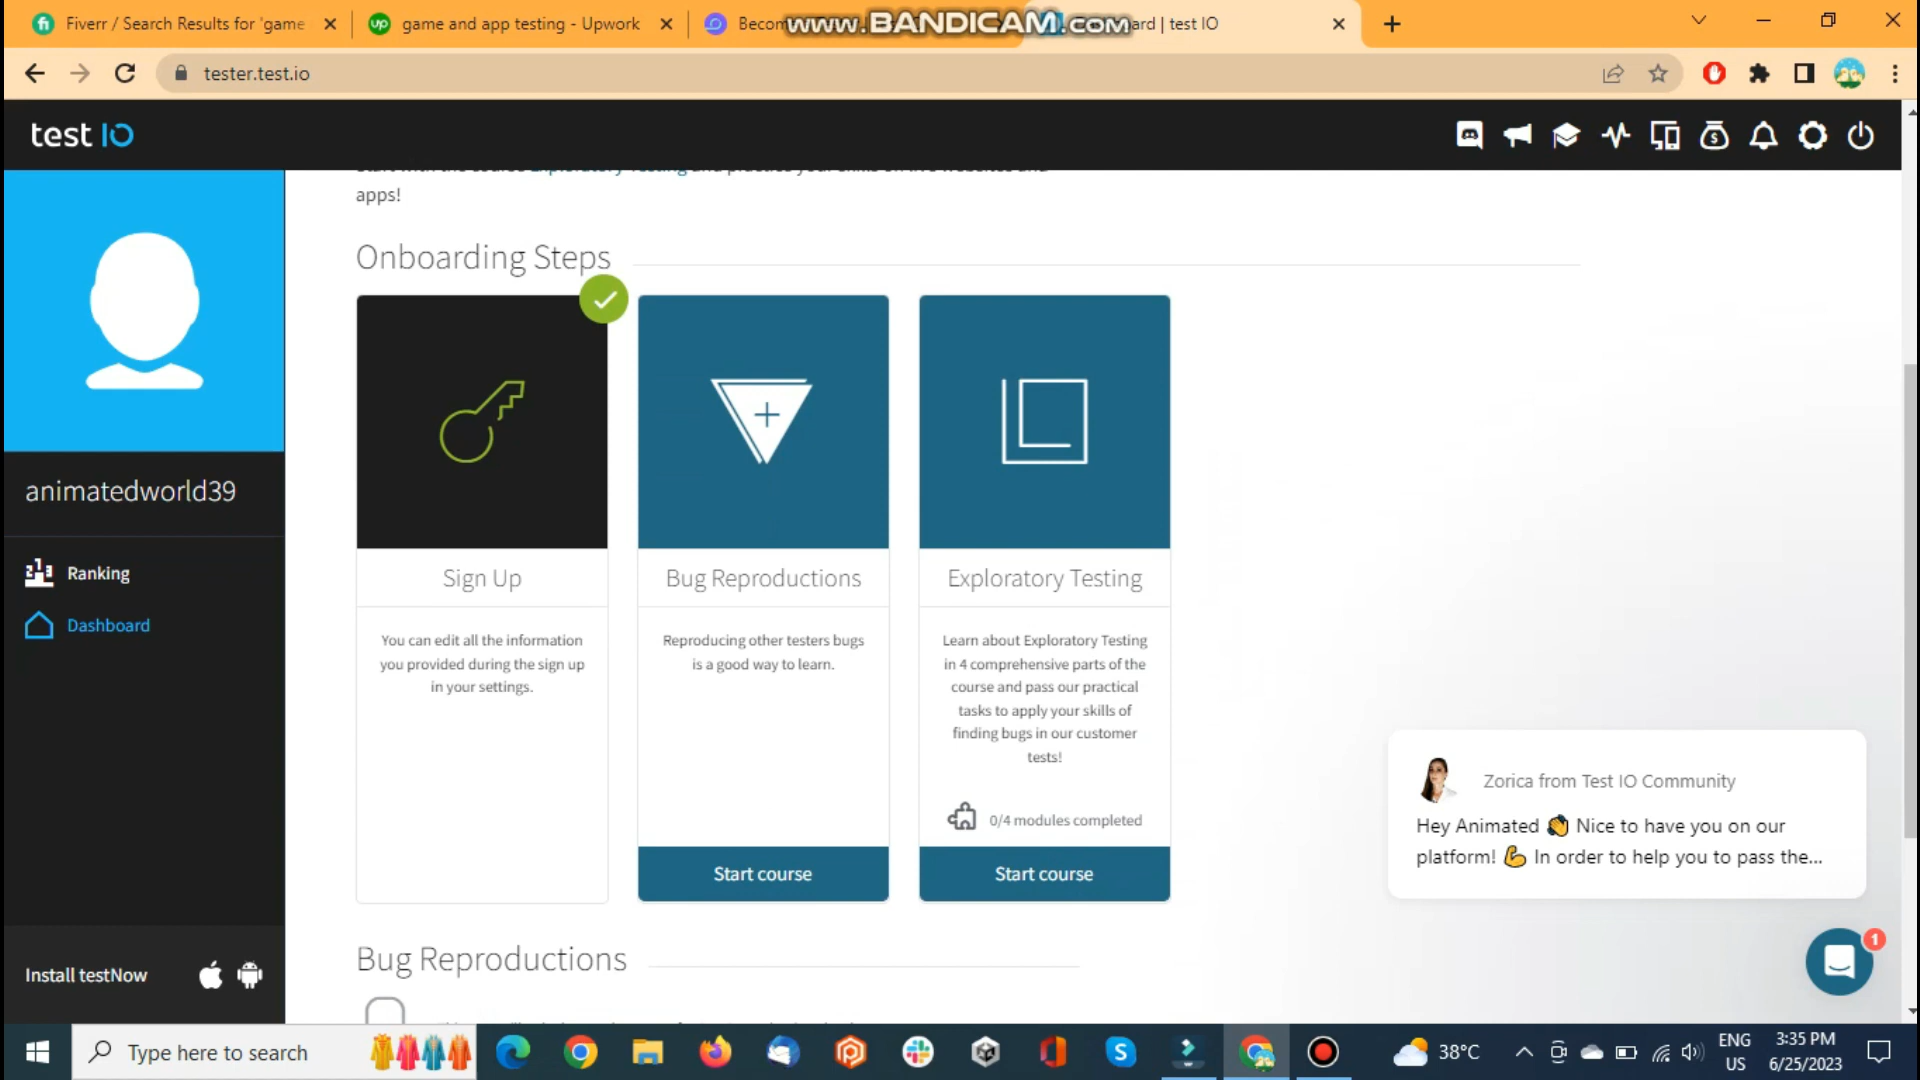 Fiverr / Search Results for 'game
game and app testing - Upwork
Becom
www.BANDICAM.com
ard | test IO
tester.test.io
test IO
apps!
Onboarding Steps
animatedworld39
Ranking
Dashboard
Install testNow
Sign Up
You can edit all the information
you provided during the sign up
in your settings.
Bug Reproductions
Reproducing other testers bugs
is a good way to learn.
Start course
Exploratory Testing
Learn about Exploratory Testing
in 4 comprehensive parts of the
course and pass our practical
tasks to apply your skills of
finding bugs in our customer
tests!
0/4 modules completed
Start course
Zorica from Test IO Community
Hey Animated 👏 Nice to have you on our
platform! 💪 In order to help you to pass the...
1
Bug Reproductions
Type here to search
38°C
ENG
US
3:35 PM
6/25/2023